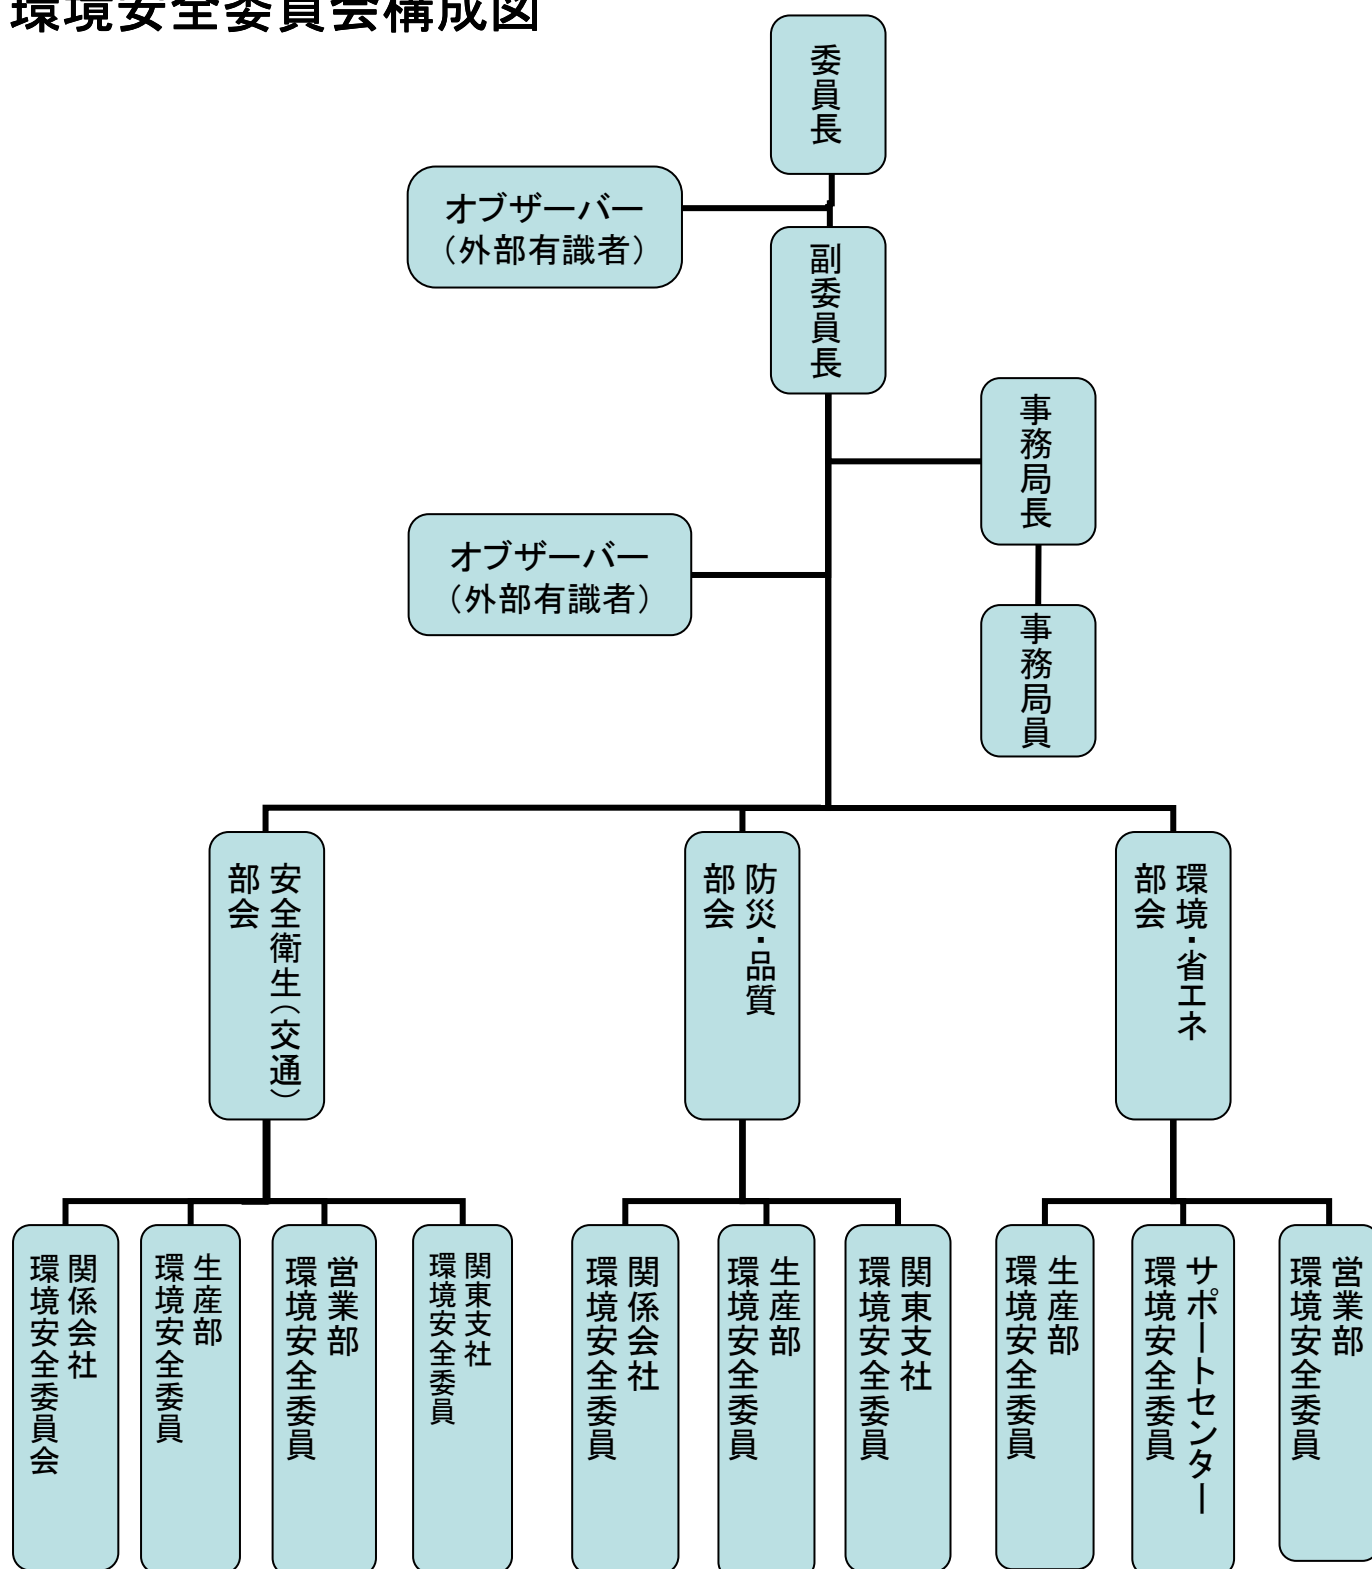 環境安全委員会構成図
委員長
オブザーバー
（外部有識者）
副委員長
事務局長
オブザーバー
（外部有識者）
事務局員
安全衛生（交通）
部会
防災・品質
部会
環境・省エネ
部会
関係会社
環境安全委員会
生産部
環境安全委員
営業部
環境安全委員
関東支社
環境安全委員
関係会社
環境安全委員
生産部
環境安全委員
関東支社
環境安全委員
生産部
環境安全委員
サポートセンター
環境安全委員
営業部
環境安全委員